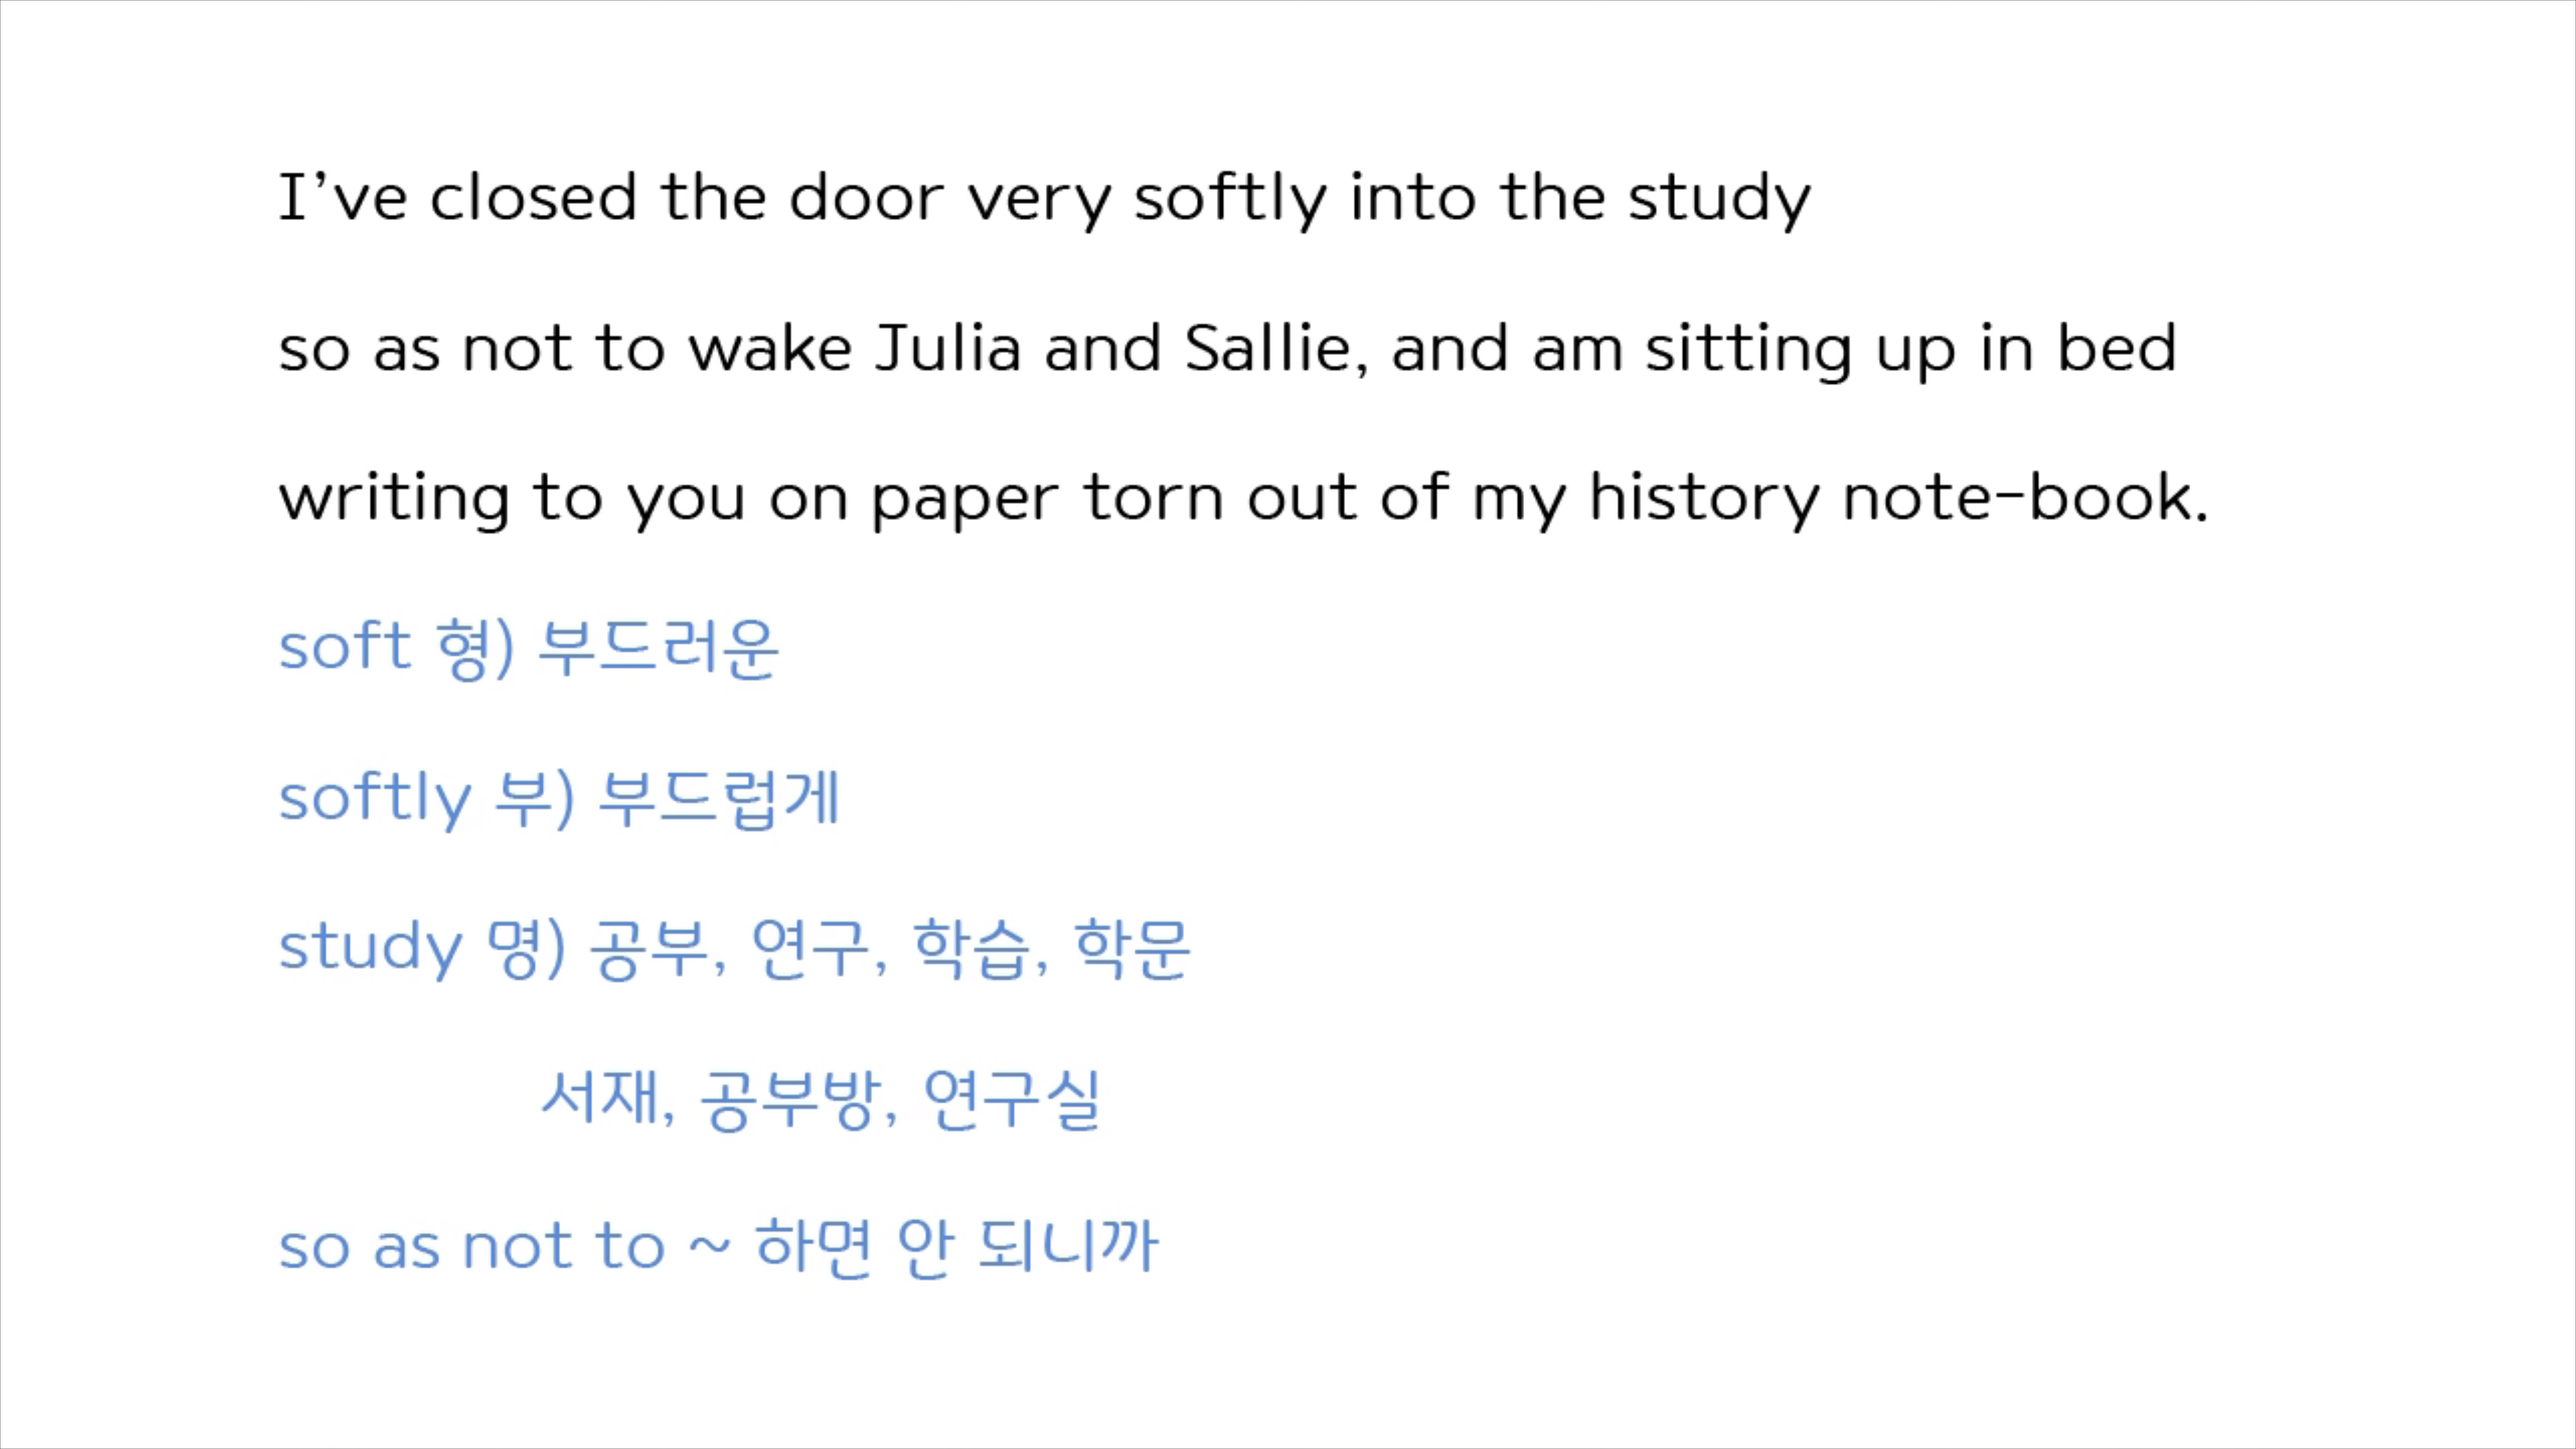 I’ve closed the door very softly into the study
so as not to wake Julia and Sallie, and am sitting up in bed
writing to you on paper torn out of my history note-book.
soft 형) 부드러운
softly 부) 부드럽게
study 명) 공부, 연구, 학습, 학문
서재, 공부방, 연구실
so as not to ~ 하면 안 되니까